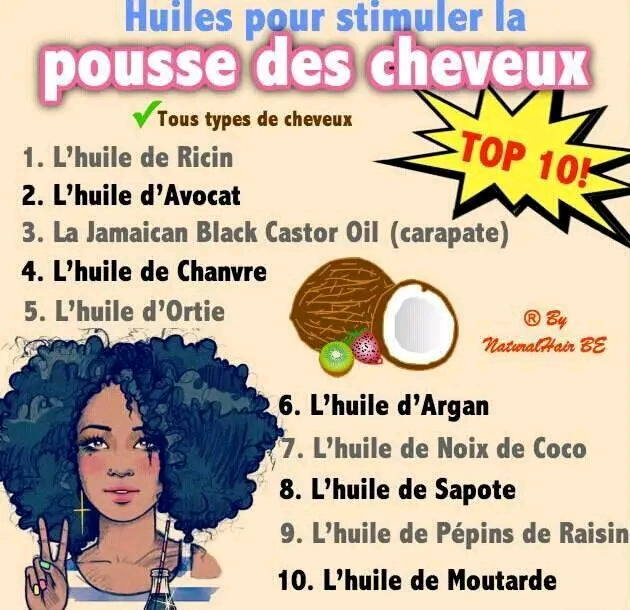 Huiles pour stimuler la
pousse des cheveux
Tous types de cheveux
TOP 10!
1. L'huile de Ricin
2. L'huile d'Avocat
3. La Jamaican Black Castor Oil (carapate)
4. L'huile de Chanvre
5. L'huile d'Ortie
® By
NaturalHair BE
6. L'huile d'Argan
7. L'huile de Noix de Coco
8. L'huile de Sapote
9. L'huile de Pépins de Raisin
10. L'huile de Moutarde